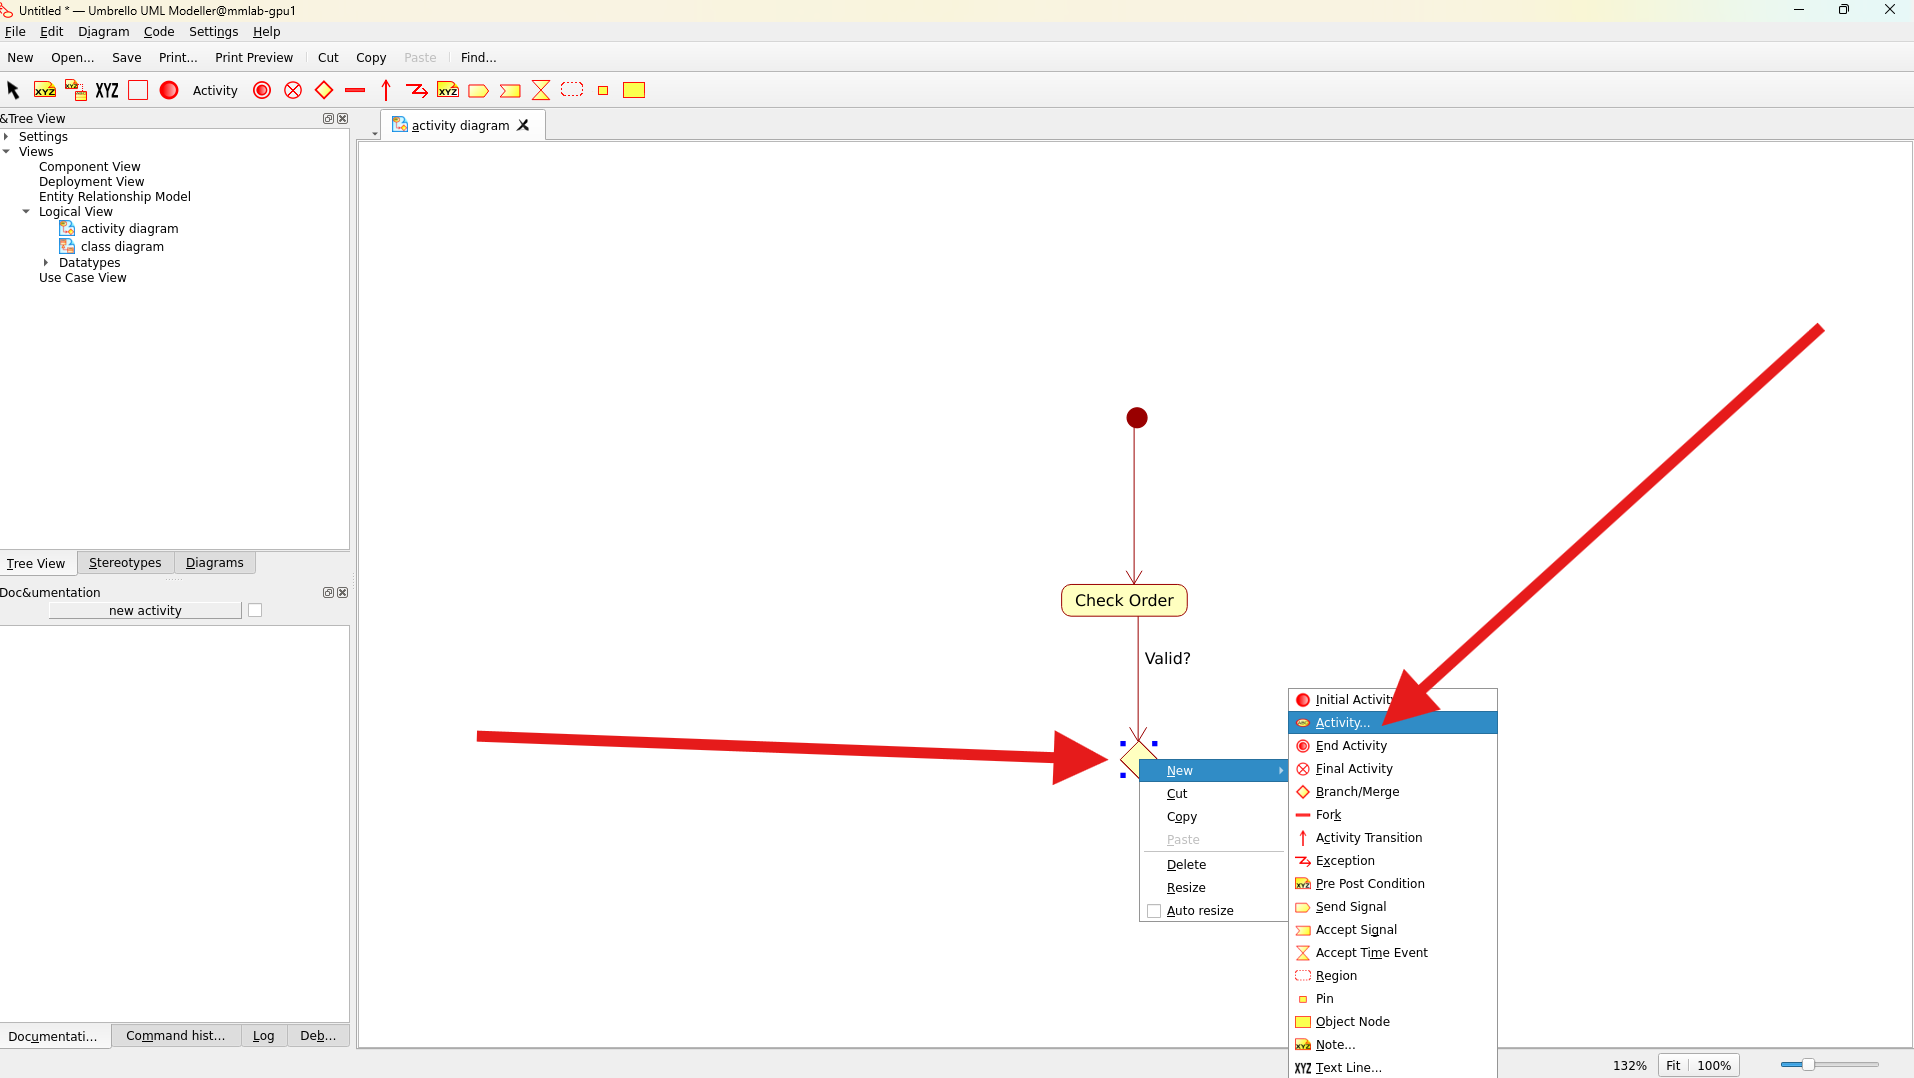 Untitled * — Umbrello UML Modeller@mmlab-gpu1
File Edit Diagram Code Settings Help
New Open... Save Print... Print Preview Cut Copy Paste Find...
XYZ XYZ XYZ Activity XYZ
&Tree View
activity diagram
Settings
Views
Component View
Deployment View
Entity Relationship Model
Logical View
activity diagram
class diagram
Datatypes
Use Case View
Tree View Stereotypes Diagrams
Doc&umentation
new activity
Documentati... Command hist... Log Deb...
Check Order
Valid?
New
Cut
Copy
Paste
Delete
Resize
Auto resize
Initial Activity
Activity...
End Activity
Final Activity
Branch/Merge
Fork
Activity Transition
Exception
XYZ Pre Post Condition
Send Signal
Accept Signal
Accept Time Event
Region
Pin
Object Node
XYZ Note...
XYZ Text Line...
132% Fit 100%